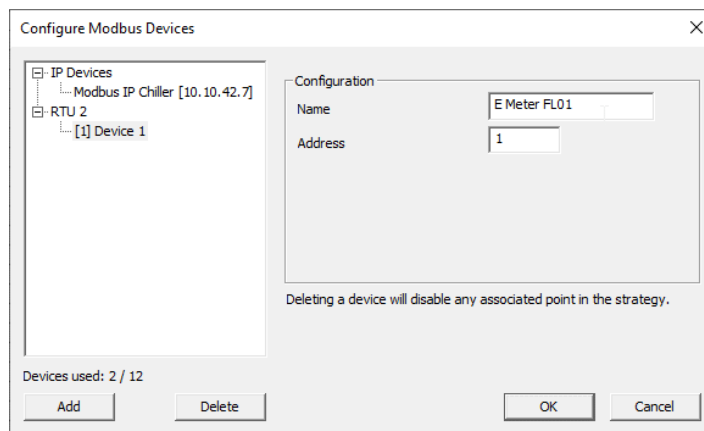 Configure Modbus Devices
IP Devices
Modbus IP Chiller [10.10.42.7]
RTU 2
[1] Device 1
Configuration
Name
E Meter FL01
Address
1
Deleting a device will disable any associated point in the strategy.
Devices used: 2 / 12
Add
Delete
OK
Cancel